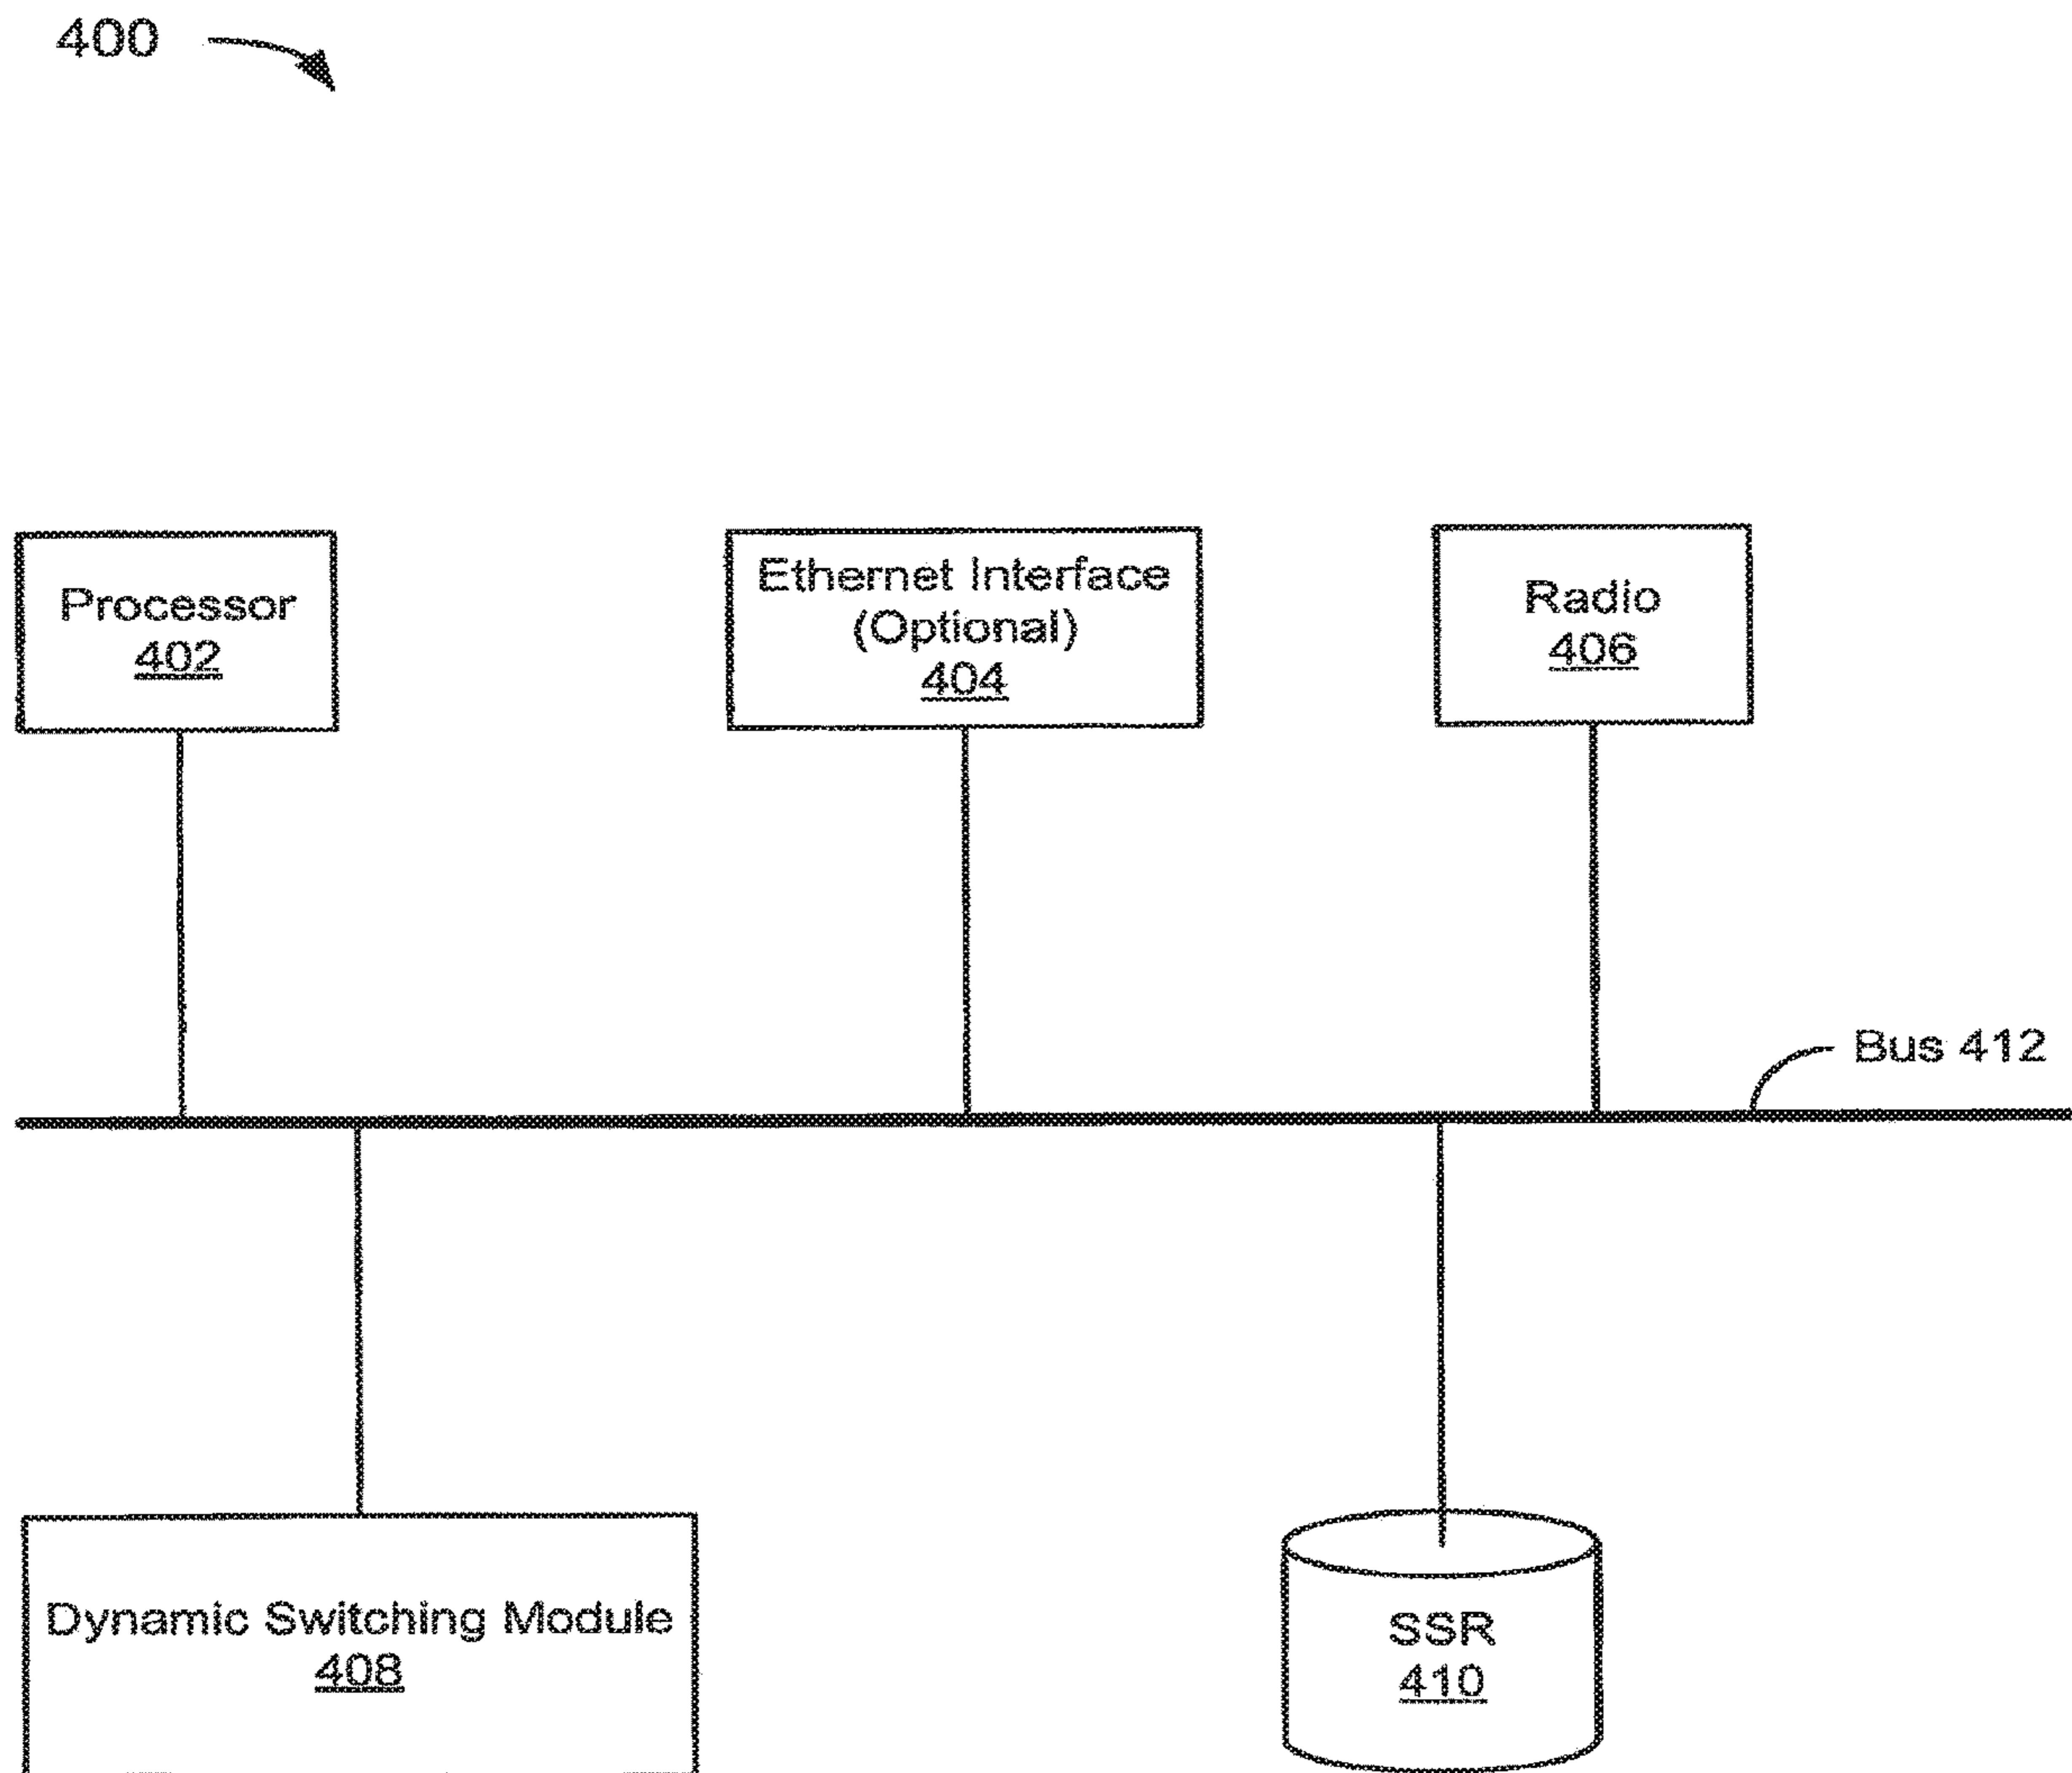 400
Processor
402
Ethernet Interface
(Optional)
404
Radio
406
Bus 412
Dynamic Switching Module
408
SSR
410